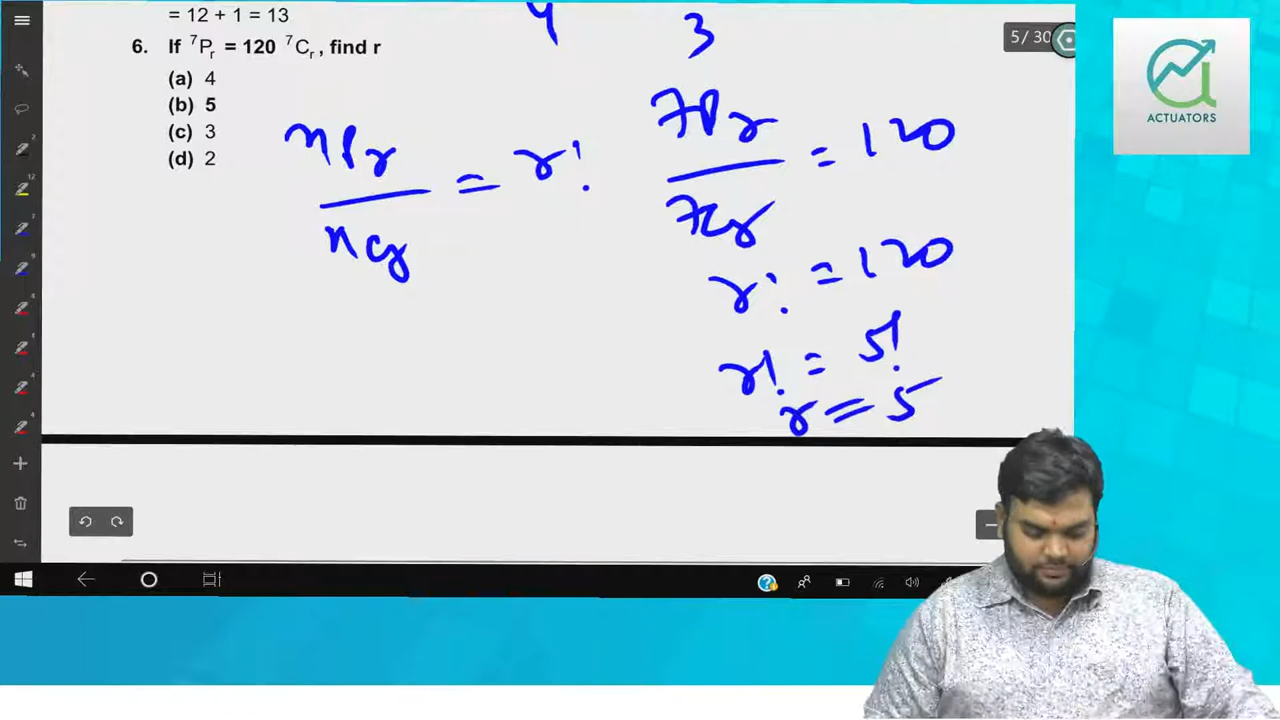 = 12 + 1 = 13
4 3
5 / 30
6. If ⁷Pᵣ = 120 ⁷Cᵣ, find r
(a) 4
(b) 5
(c) 3
(d) 2
nPr / nCr = r!
7Pr / 7Cr = 120
r! = 120
r! = 5!
r = 5
ACTUATORS